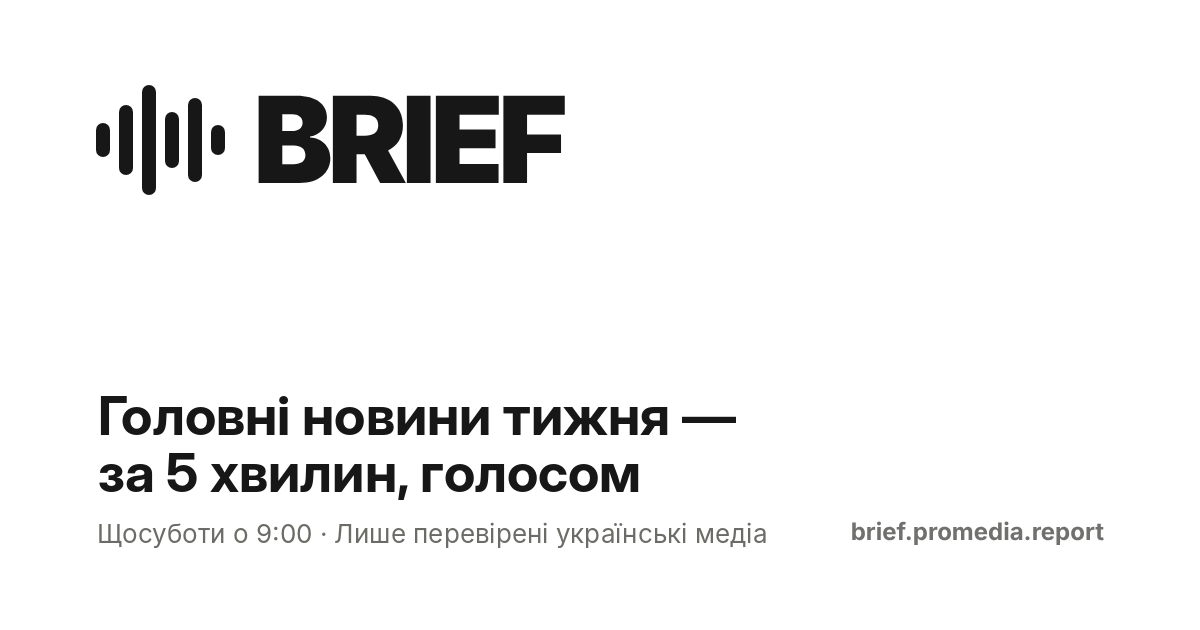 BRIEF
Головні новини тижня —
за 5 хвилин, голосом
Щосуботи о 9:00 · Лише перевірені українські медіа
brief.promedia.report